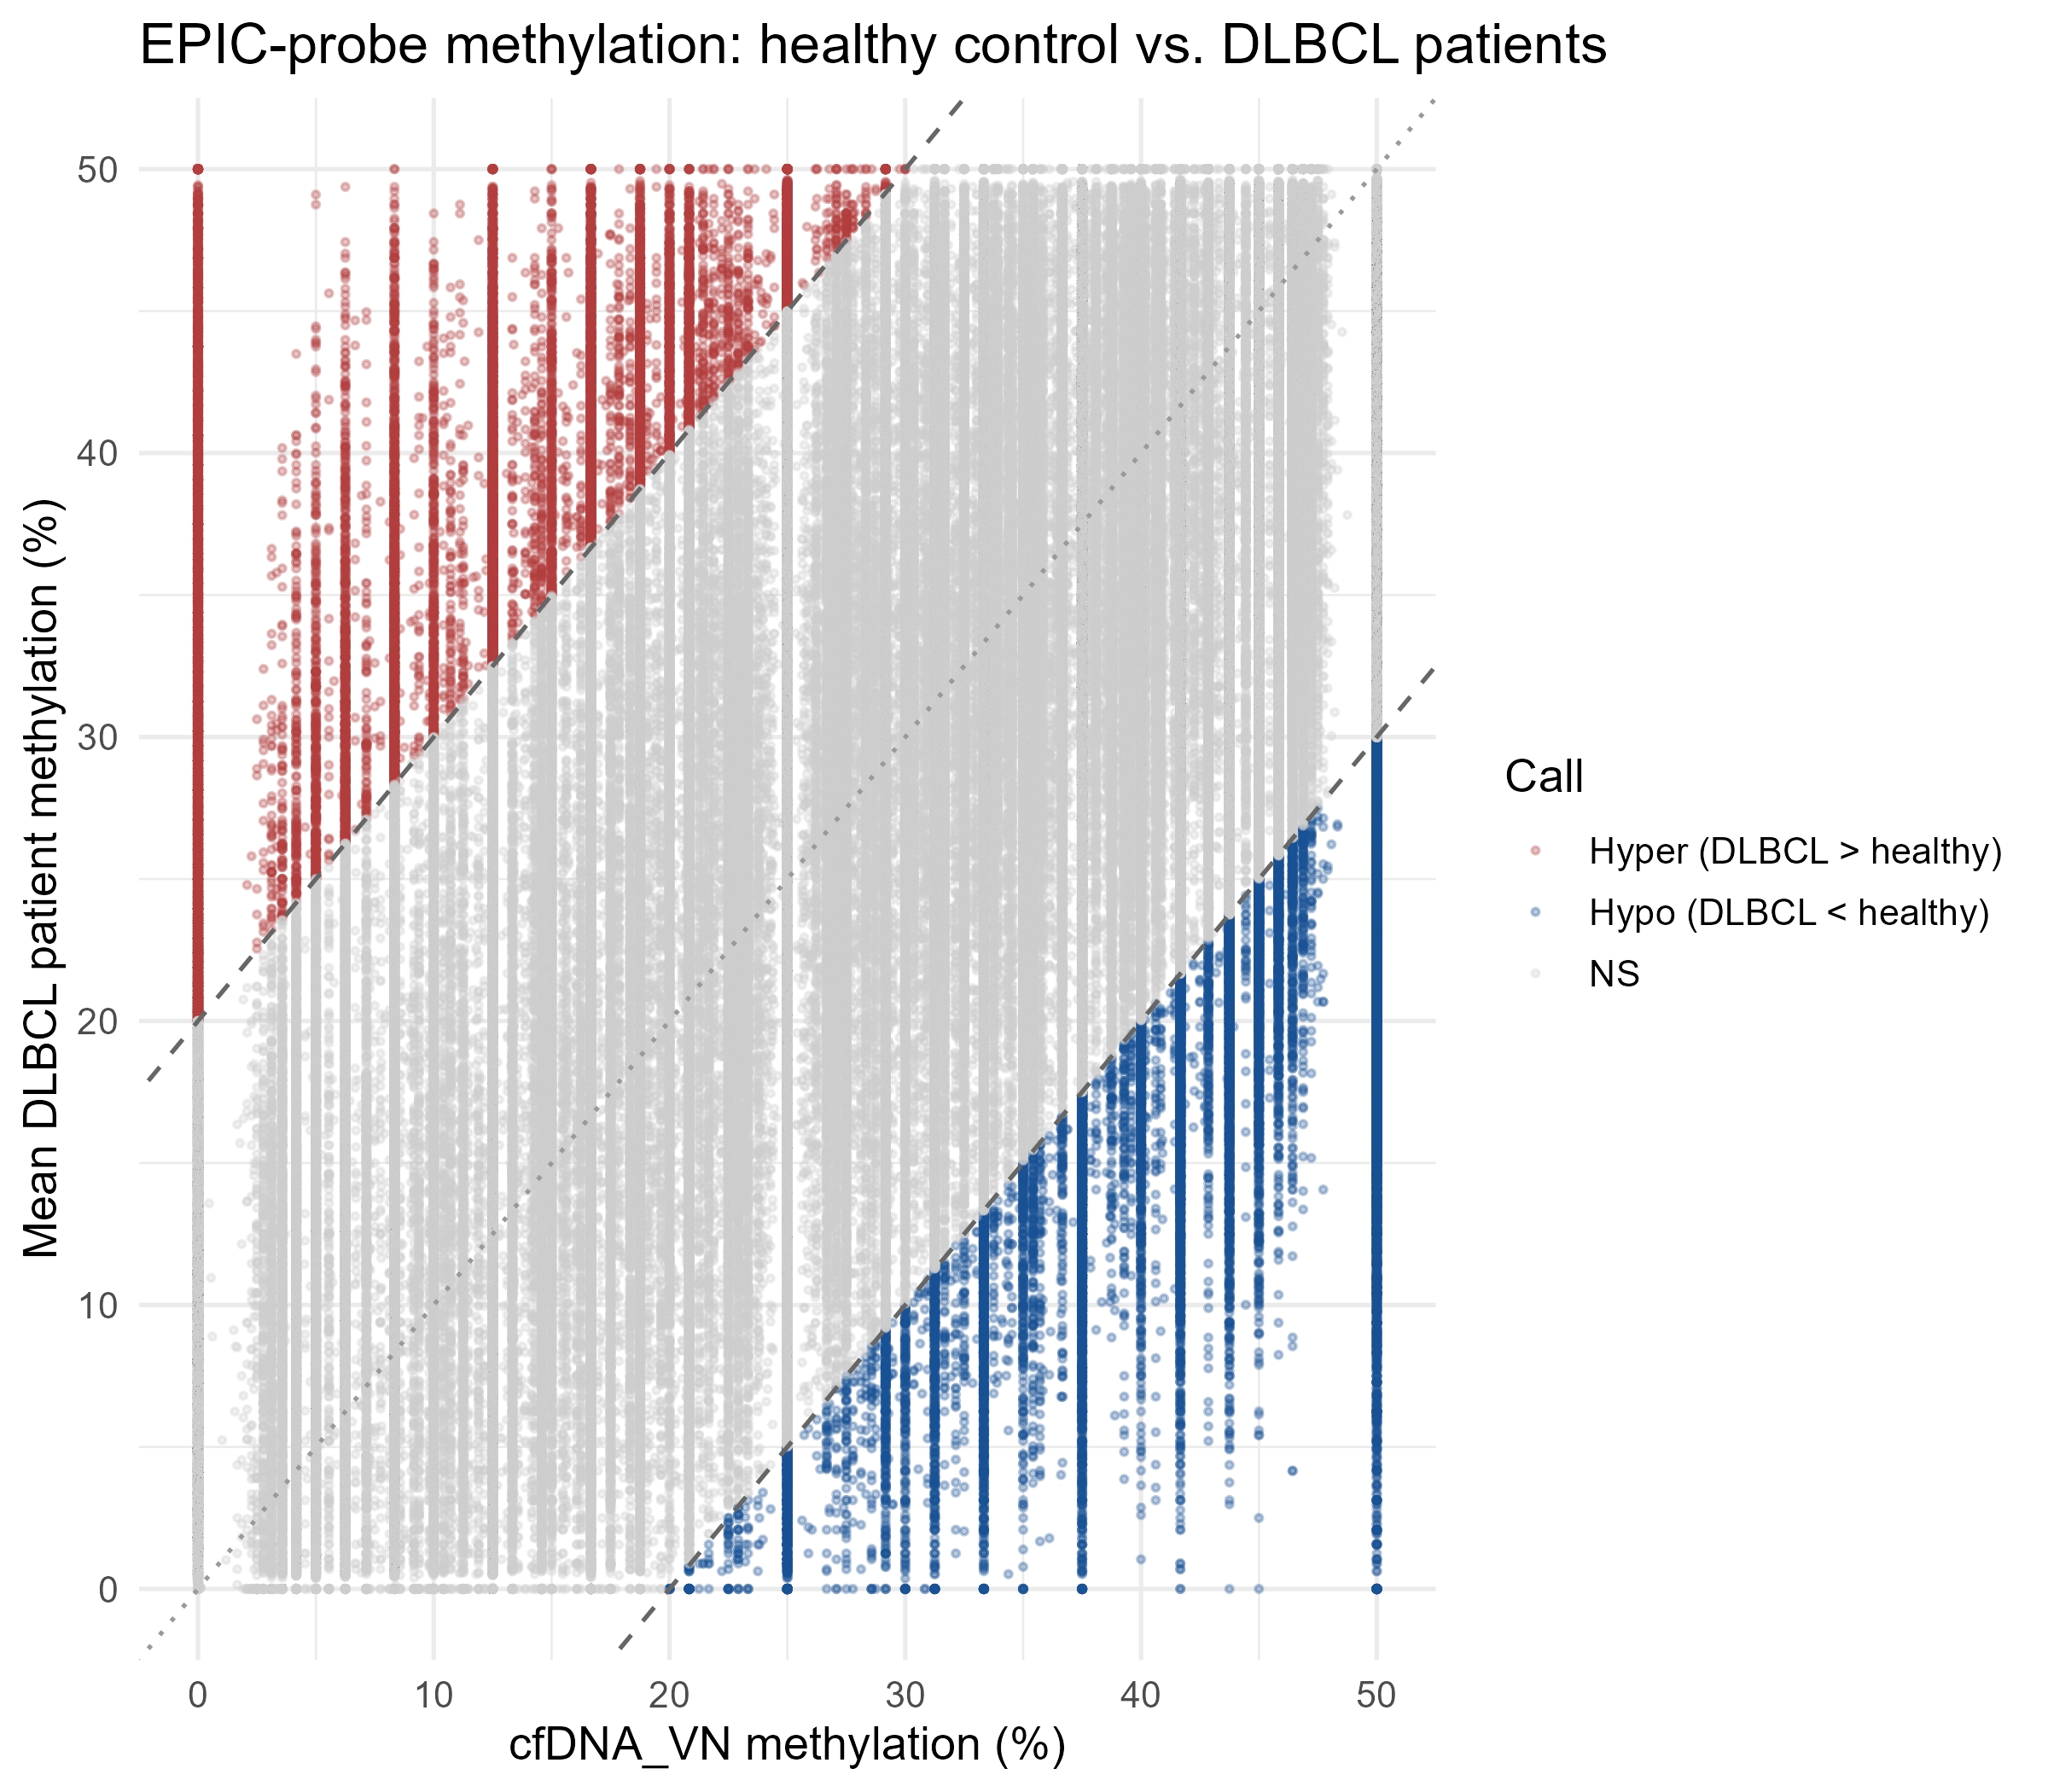 EPIC-probe methylation: healthy control vs. DLBCL patients
Mean DLBCL patient methylation (%)
50
40
30
20
10
0
0 10 20 30 40 50
cfDNA_VN methylation (%)
Call
Hyper (DLBCL > healthy)
Hypo (DLBCL < healthy)
NS